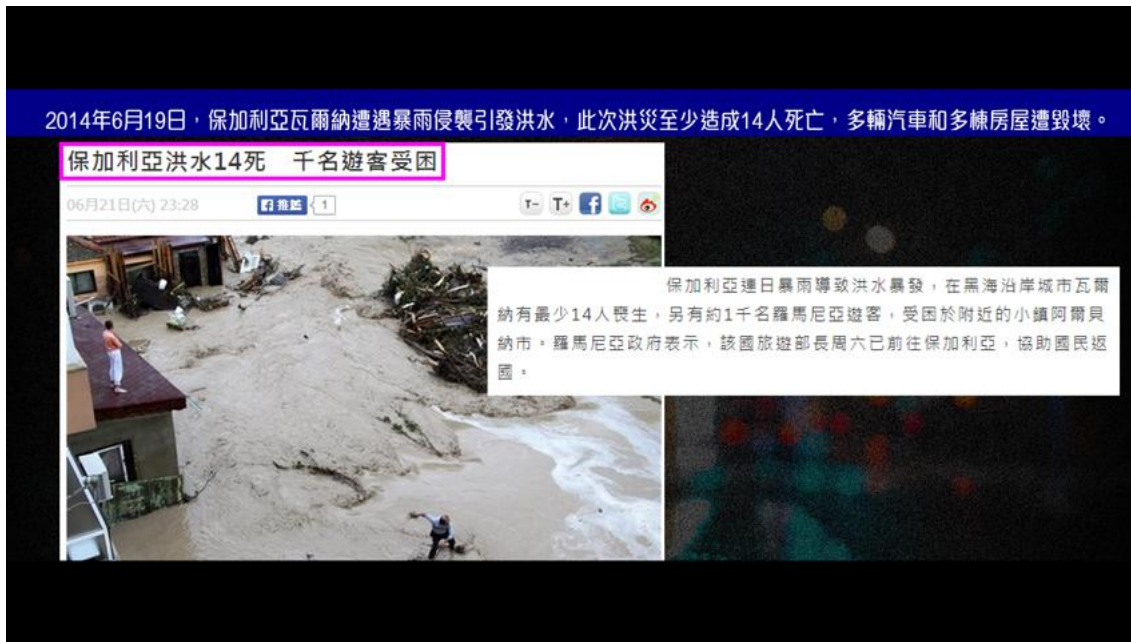 2014年6月19日，保加利亞瓦爾納遭遇暴雨侵襲引發洪水，此次洪災至少造成14人死亡，多輛汽車和多棟房屋遭毀壞。
保加利亞洪水14死　千名遊客受困
06月21日(六) 23:28 推薦 1 T- T+
保加利亞連日暴雨導致洪水暴發，在黑海沿岸城市瓦爾
納有最少14人喪生，另有約1千名羅馬尼亞遊客，受困於附近的小鎮阿爾貝
納市。羅馬尼亞政府表示，該國旅遊部長周六已前往保加利亞，協助國民返
國。